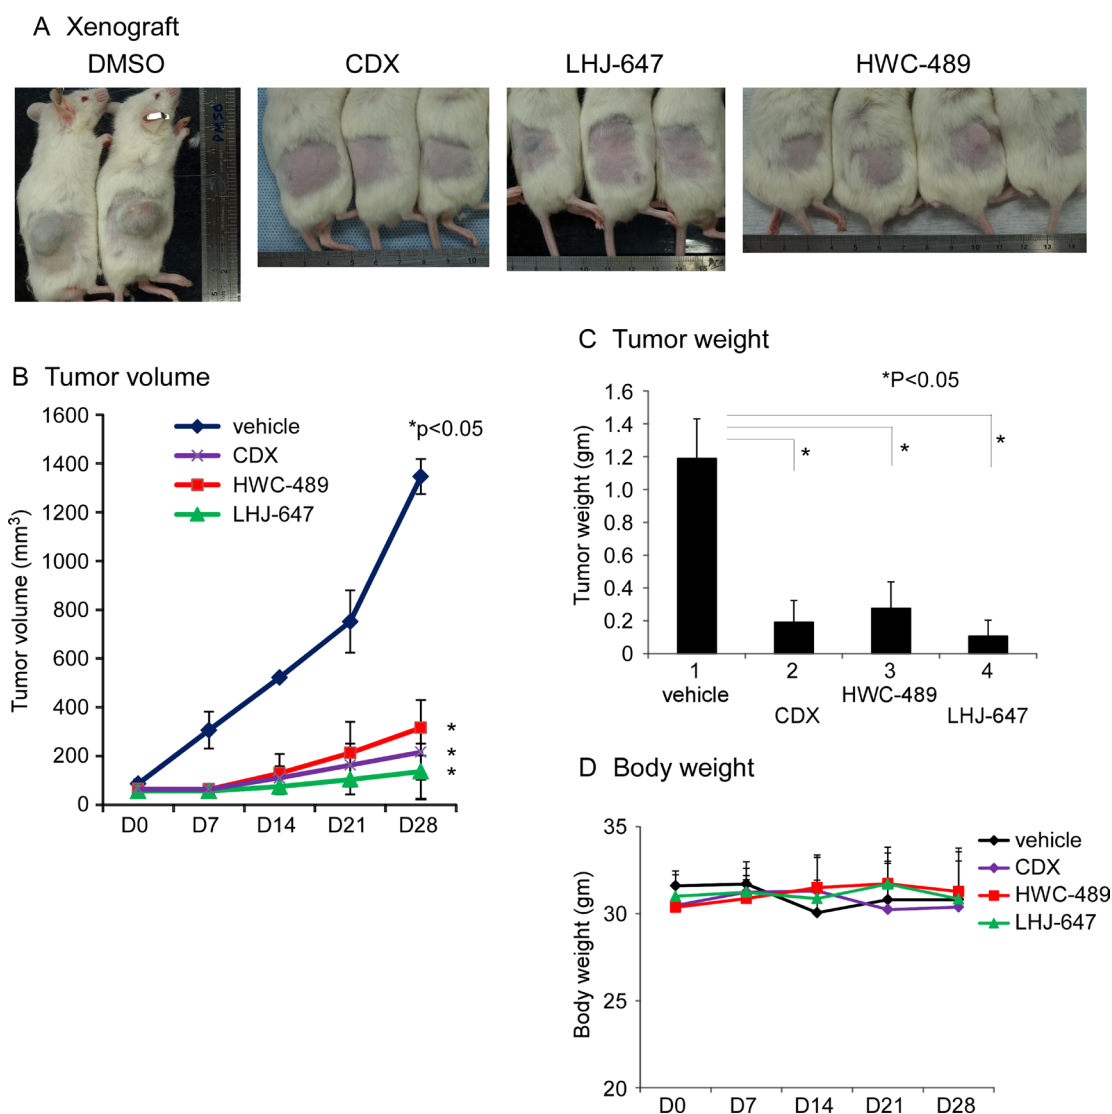 A Xenograft
DMSO
CDX
LHJ-647
HWC-489
DMSO
B Tumor volume
Tumor volume (mm³)
1600
1400
1200
1000
800
600
400
200
0
D0 D7 D14 D21 D28
vehicle
CDX
HWC-489
LHJ-647
*p<0.05
*
*
*
C Tumor weight
*P<0.05
Tumor weight (gm)
1.6
1.4
1.2
1.0
0.8
0.6
0.4
0.2
0
* * *
1 2 3 4
vehicle
CDX
HWC-489
LHJ-647
D Body weight
Body weight (gm)
35
30
25
20
D0 D7 D14 D21 D28
vehicle
CDX
HWC-489
LHJ-647